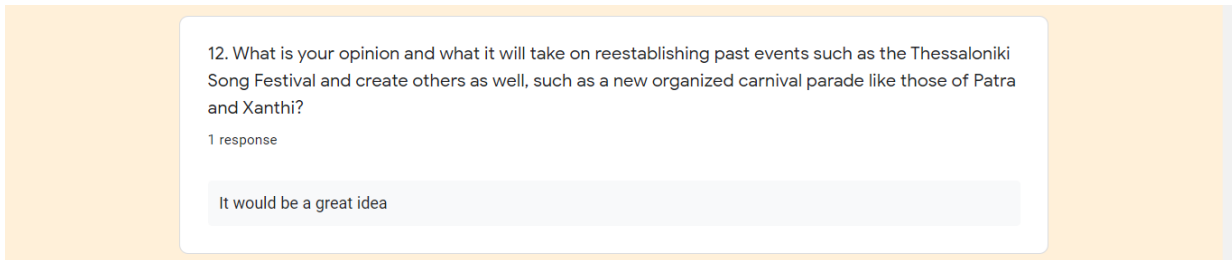 12. What is your opinion and what it will take on reestablishing past events such as the Thessaloniki
Song Festival and create others as well, such as a new organized carnival parade like those of Patra
and Xanthi?
1 response
It would be a great idea